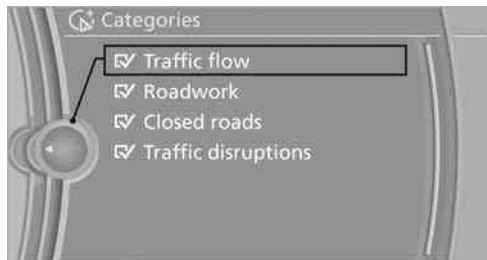 Categories
Traffic flow
Roadwork
Closed roads
Traffic disruptions